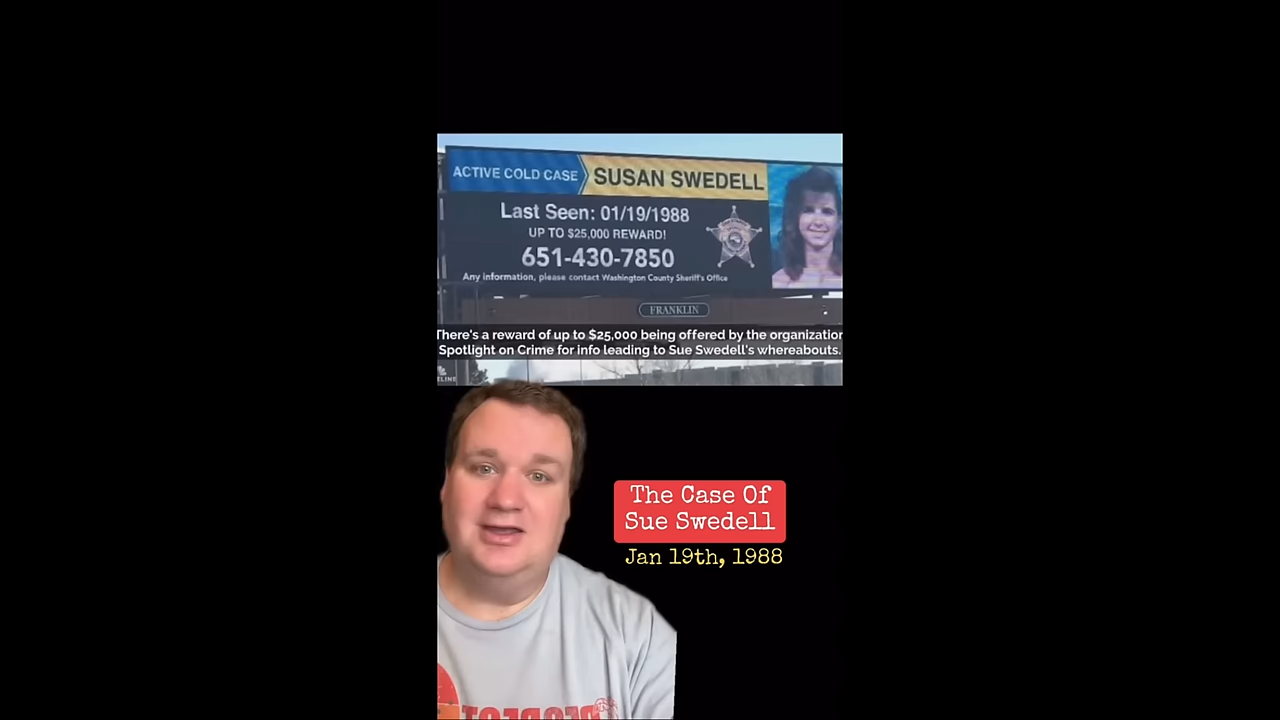 ACTIVE COLD CASE
SUSAN SWEDELL
Last Seen: 01/19/1988
UP TO $25,000 REWARD!
651-430-7850
Any information, please contact Washington County Sheriff's Office
FRANKLIN
There's a reward of up to $25,000 being offered by the organization
Spotlight on Crime for info leading to Sue Swedell's whereabouts.
ELINE
The Case Of
Sue Swedell
Jan 19th, 1988